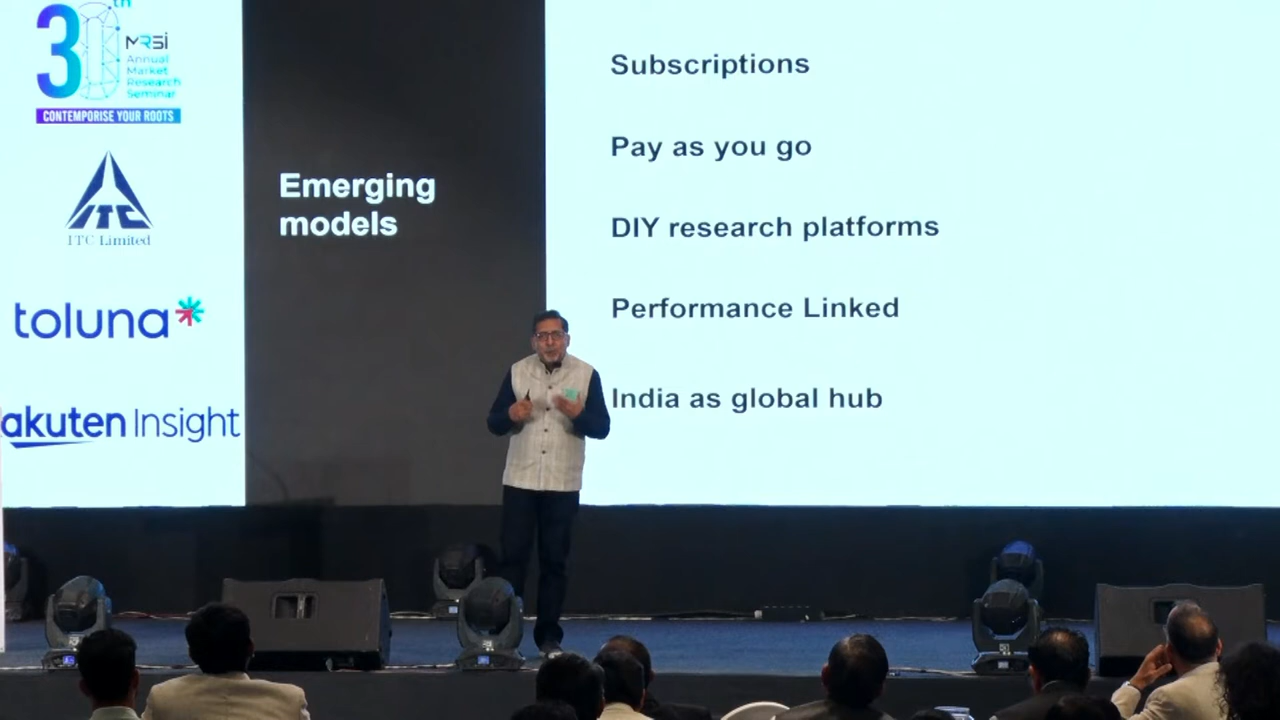 30th
MRSI
Annual
Market
Research
Seminar
CONTEMPORISE YOUR ROOTS
ITC
ITC Limited
toluna
akuten Insight
Emerging
models
Subscriptions
Pay as you go
DIY research platforms
Performance Linked
India as global hub